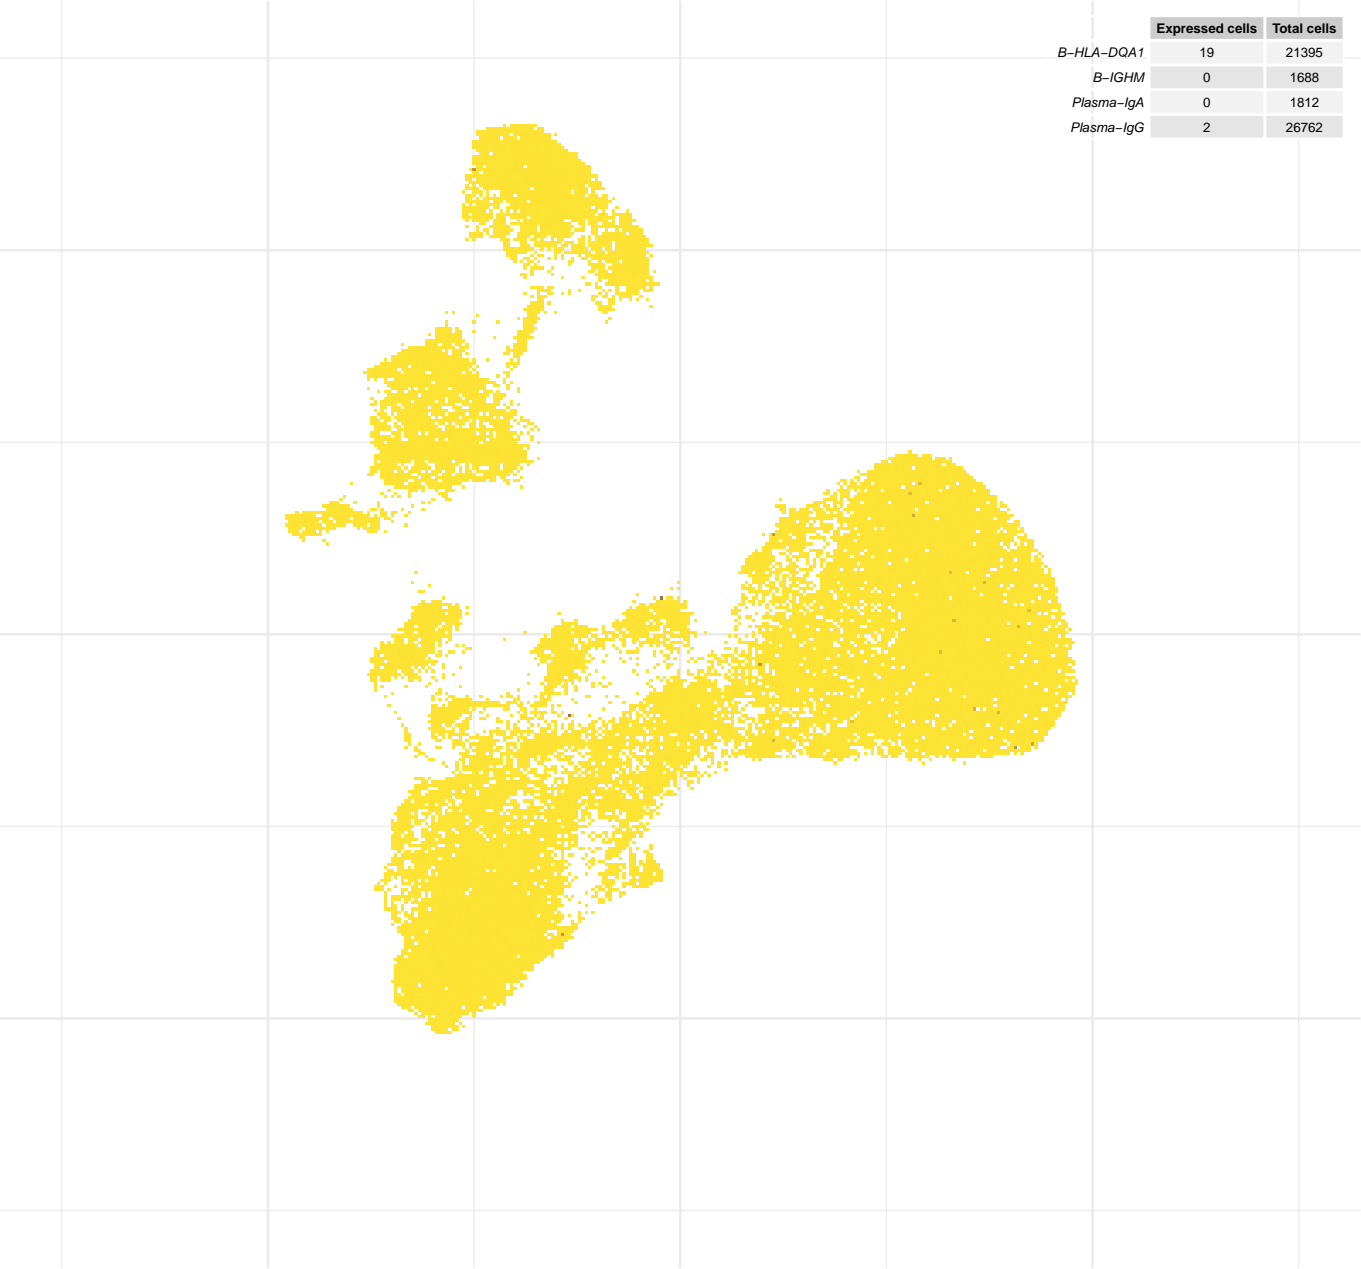 Expressed cells Total cells
B−HLA−DQA1 19 21395
B−IGHM 0 1688
Plasma−IgA 0 1812
Plasma−IgG 2 26762